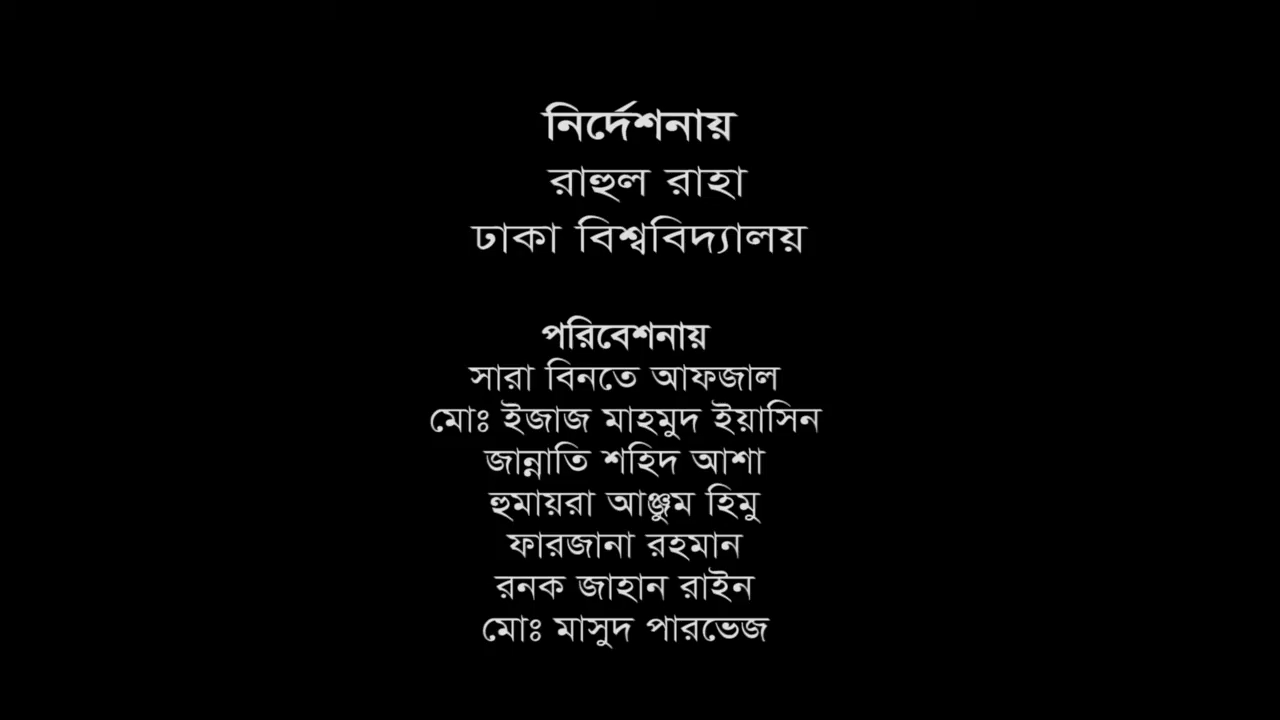 নির্দেশনায়
রাহুল রাহা
ঢাকা বিশ্ববিদ্যালয়
পরিবেশনায়
সারা বিনতে আফজাল
মোঃ ইজাজ মাহমুদ ইয়াসিন
জান্নাতি শহিদ আশা
হুমায়রা আঞ্জুম হিমু
ফারজানা রহমান
রনক জাহান রাইন
মোঃ মাসুদ পারভেজ